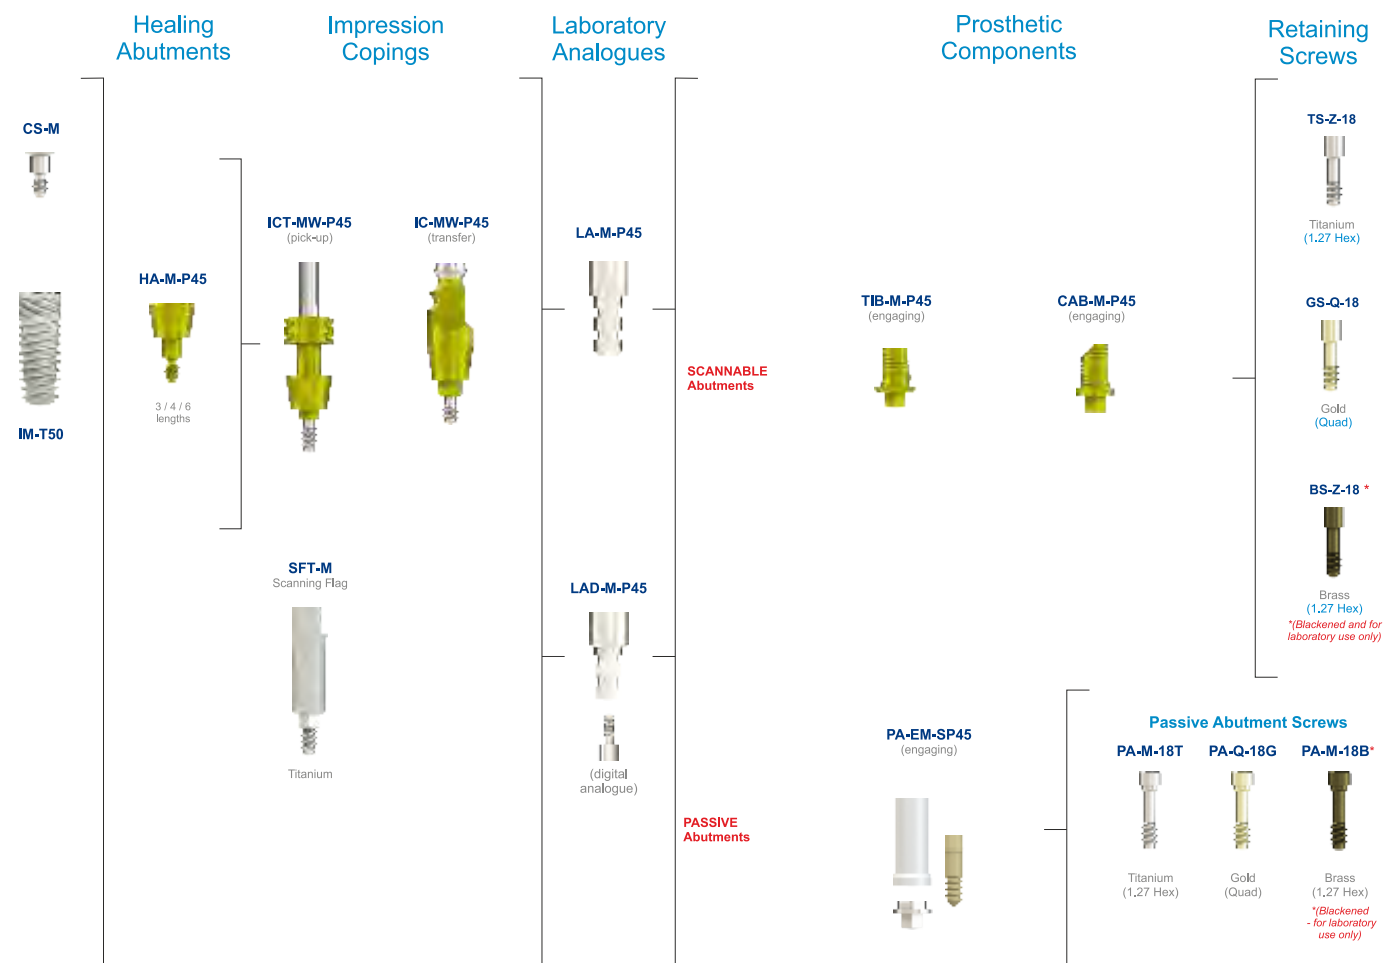 Healing
Abutments
Impression
Copings
Laboratory
Analogues
Prosthetic
Components
Retaining
Screws
CS-M
IM-T50
HA-M-P45
3 / 4 / 6
lengths
ICT-MW-P45
(pick-up)
IC-MW-P45
(transfer)
SFT-M
Scanning Flag
Titanium
LA-M-P45
LAD-M-P45
(digital
analogue)
SCANNABLE
Abutments
TIB-M-P45
(engaging)
CAB-M-P45
(engaging)
TS-Z-18
Titanium
(1.27 Hex)
GS-Q-18
Gold
(Quad)
BS-Z-18 *
Brass
(1.27 Hex)
*(Blackened and for
laboratory use only)
PASSIVE
Abutments
PA-EM-SP45
(engaging)
Passive Abutment Screws
PA-M-18T
Titanium
(1.27 Hex)
PA-Q-18G
Gold
(Quad)
PA-M-18B*
Brass
(1.27 Hex)
*(Blackened
- for laboratory
use only)